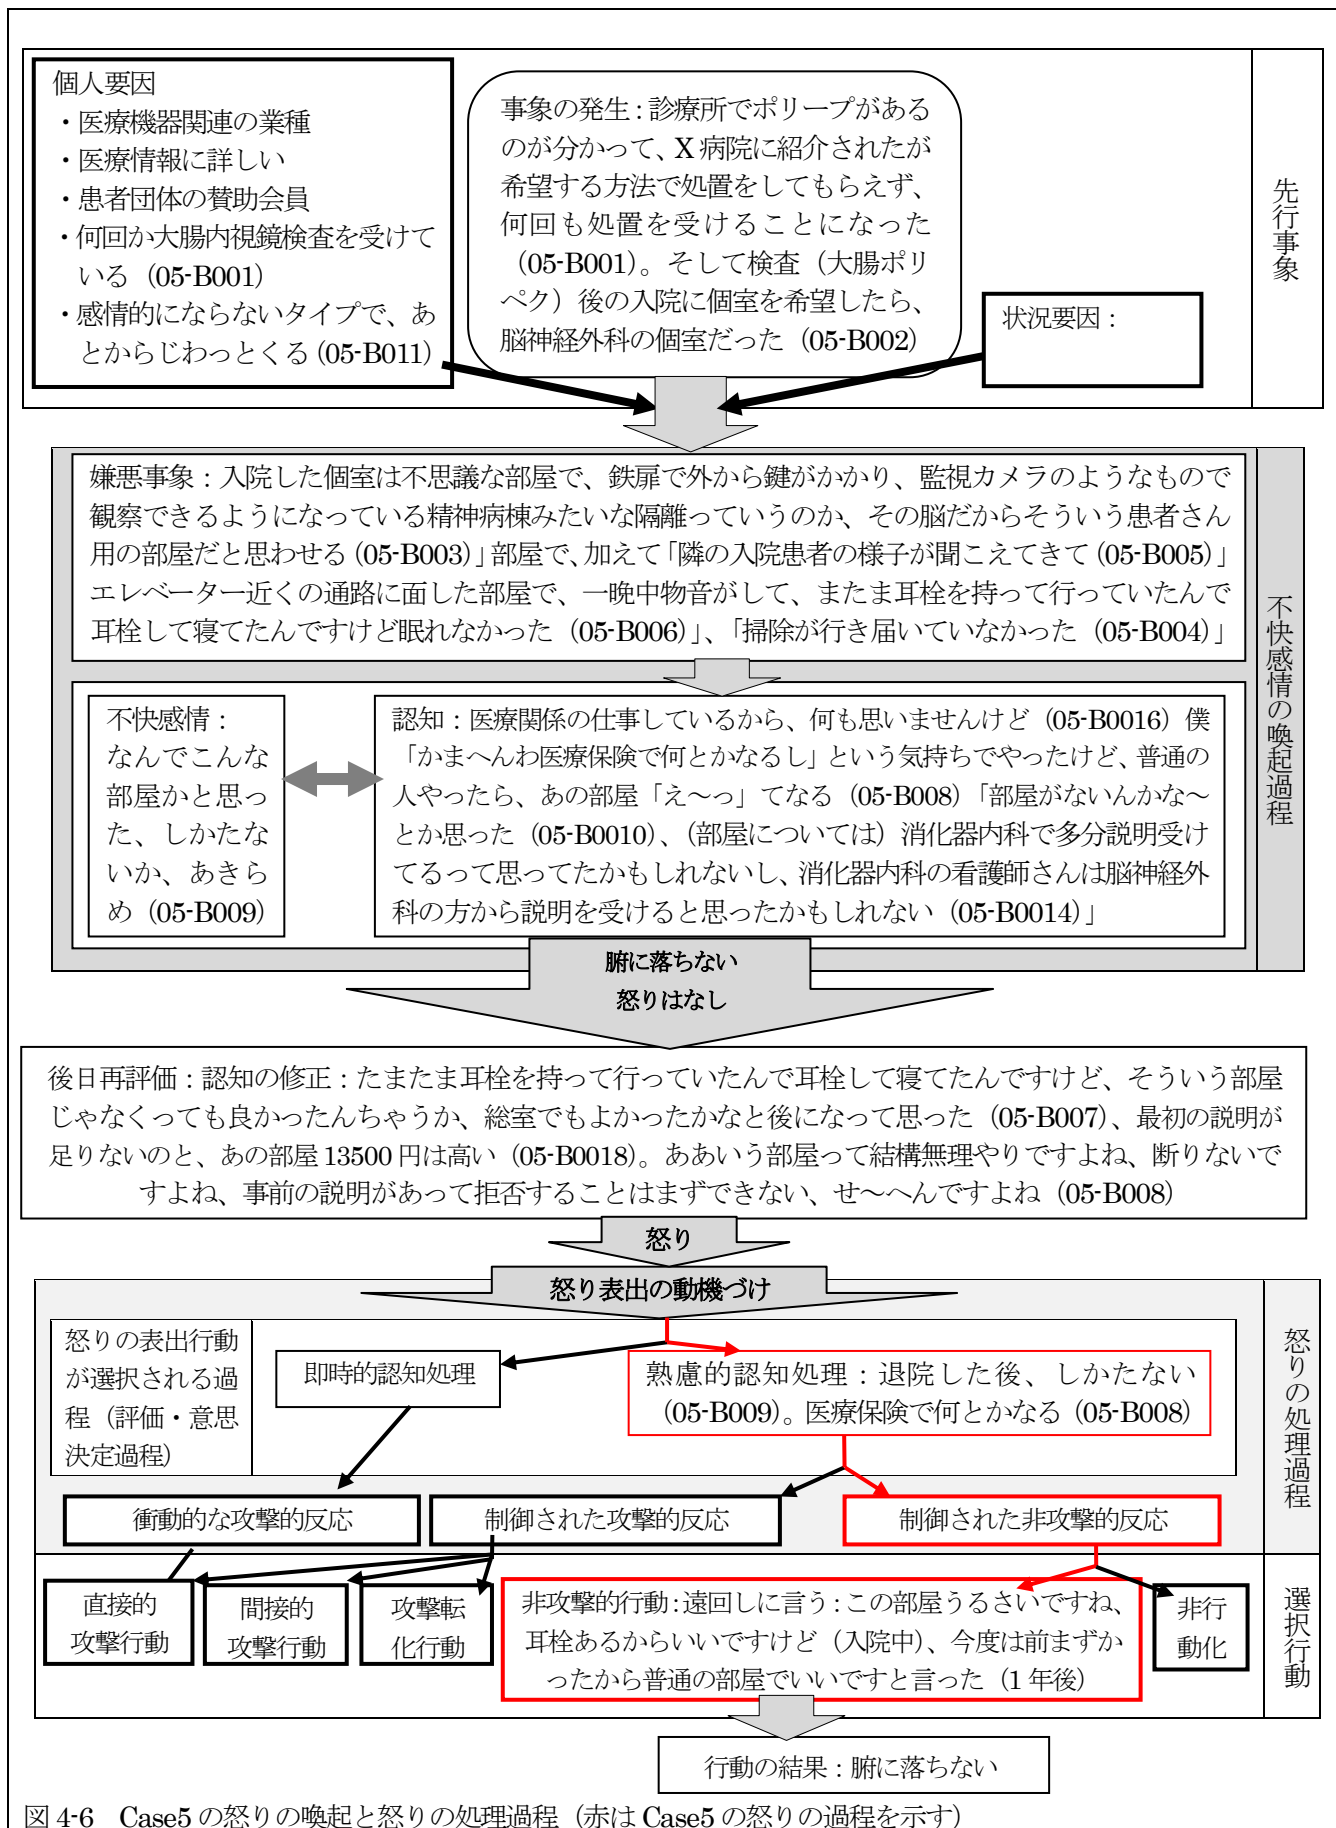 個人要因
・医療機器関連の業種
・医療情報に詳しい
・患者団体の賛助会員
・何回か大腸内視鏡検査を受けて
いる（05-B001）
・感情的にならないタイプで、あ
とからじわっとくる（05-B011）
事象の発生：診療所でポリープがある
のが分かって、X 病院に紹介されたが
希望する方法で処置をしてもらえず、
何回も処置を受けることになった
（05-B001）。そして検査（大腸ポリ
ペク）後の入院に個室を希望したら、
脳神経外科の個室だった（05-B002）
状況要因：
先行事象
嫌悪事象：入院した個室は不思議な部屋で、鉄扉で外から鍵がかかり、監視カメラのようなもので
観察できるようになっている精神病棟みたいな隔離っていうのか、その脳だからそういう患者さん
用の部屋だと思わせる（05-B003）」部屋で、加えて「隣の入院患者の様子が聞こえてきて（05-B005）」
エレベーター近くの通路に面した部屋で、一晩中物音がして、またま耳栓を持って行っていたんで
耳栓して寝てたんですけど眠れなかった（05-B006）」、「掃除が行き届いていなかった（05-B004）」
不快感情：
なんでこんな
部屋かと思っ
た、しかたな
いか、あきら
め（05-B009）
認知：医療関係の仕事しているから、何も思いませんけど（05-B0016）僕
「かまへんわ医療保険で何とかなるし」という気持ちでやったけど、普通の
人やったら、あの部屋「え～っ」てなる（05-B008）「部屋がないんかな～
とか思った（05-B0010）、（部屋については）消化器内科で多分説明受け
てるって思ってたかもしれないし、消化器内科の看護師さんは脳神経外
科の方から説明を受けると思ったかもしれない（05-B0014）」
不快感情の喚起過程
腑に落ちない
怒りはなし
後日再評価：認知の修正：たまたま耳栓を持って行っていたんで耳栓して寝てたんですけど、そういう部屋
じゃなくっても良かったんちゃうか、総室でもよかったかなと後になって思った（05-B007）、最初の説明が
足りないのと、あの部屋 13500 円は高い（05-B0018）。ああいう部屋って結構無理やりですよね、断りないで
すよね、事前の説明があって拒否することはまずできない、せ～へんですよね（05-B008）
怒り
怒り表出の動機づけ
怒りの表出行動
が選択される過
程（評価・意思
決定過程）
即時的認知処理
熟慮的認知処理：退院した後、しかたない
（05-B009）。医療保険で何とかなる（05-B008）
衝動的な攻撃的反応
制御された攻撃的反応
制御された非攻撃的反応
怒りの処理過程
直接的
攻撃行動
間接的
攻撃行動
攻撃転
化行動
非攻撃的行動：遠回しに言う：この部屋うるさいですね、
耳栓あるからいいですけど（入院中）、今度は前まずか
ったから普通の部屋でいいですと言った（1 年後）
非行
動化
選択行動
行動の結果：腑に落ちない
図 4-6　Case5 の怒りの喚起と怒りの処理過程（赤は Case5 の怒りの過程を示す）